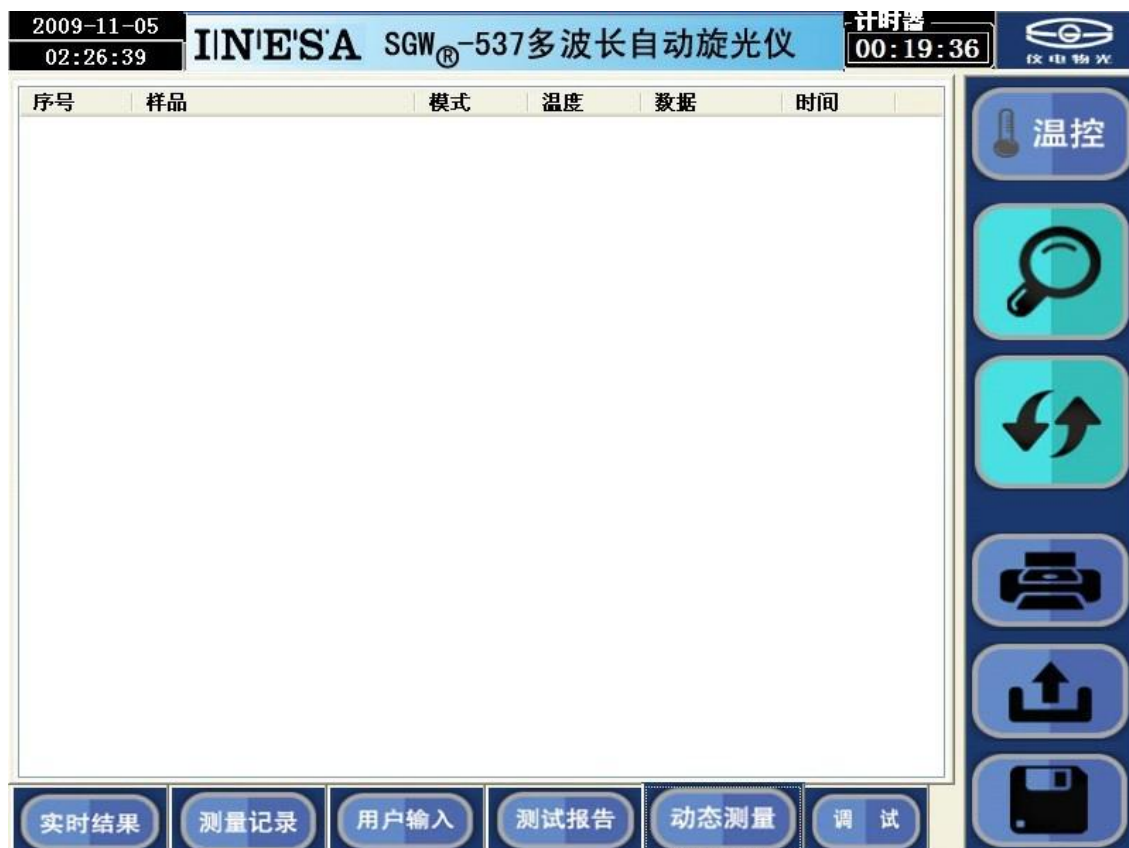 2009-11-05
02:26:39
INESA
SGW®-537多波长自动旋光仪
计时器
00:19:36
仪电物光
序号 样品 模式 温度 数据 时间
温控
实时结果 测量记录 用户输入 测试报告 动态测量 调 试